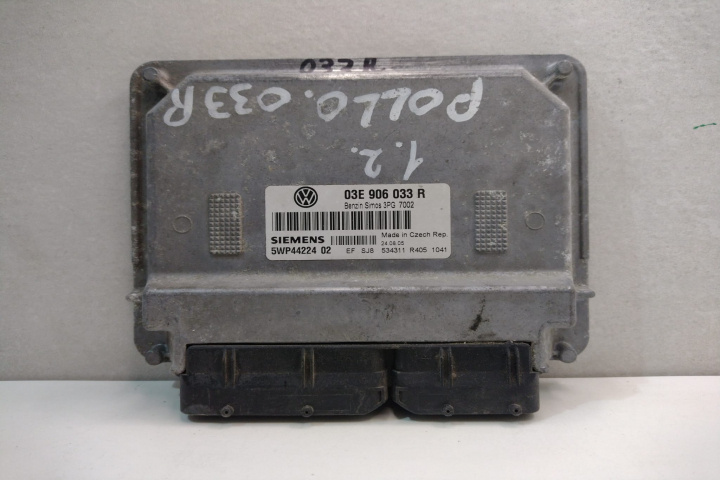 033 R
POLLO. 033R
1.2.
03E 906 033 R
Benzin Simos 3PG 7002
SIEMENS
Made in Czech Rep.
24.08.05
5WP44224 02 EF SJ8 534311 R405 1041